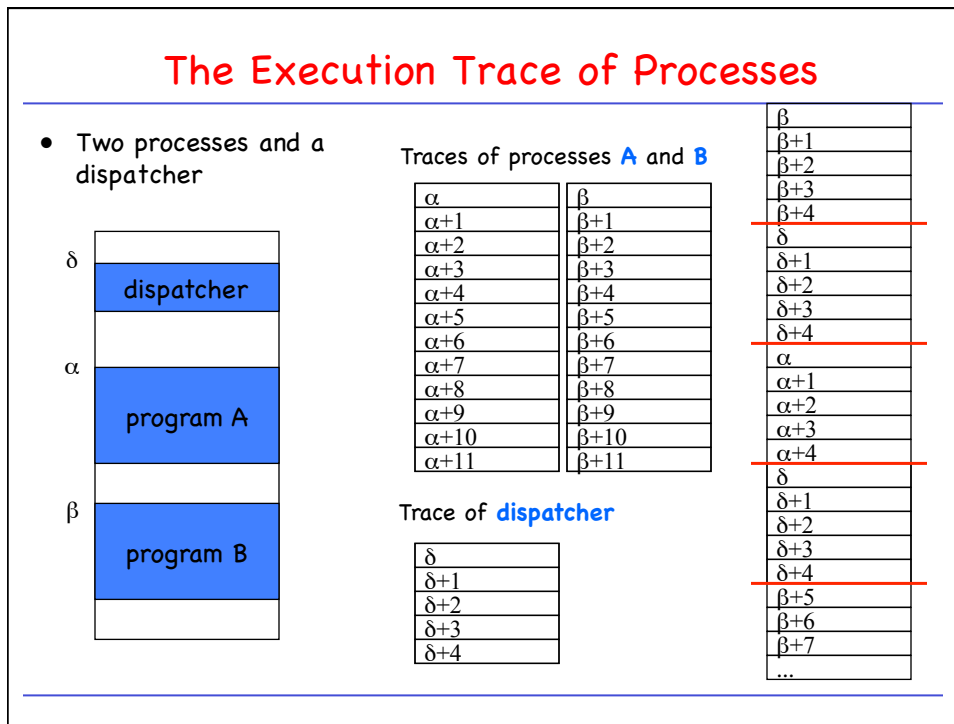 The Execution Trace of Processes
● Two processes and a
dispatcher
δ
dispatcher
α
program A
β
program B
Traces of processes A and B
α
α+1
α+2
α+3
α+4
α+5
α+6
α+7
α+8
α+9
α+10
α+11
β
β+1
β+2
β+3
β+4
β+5
β+6
β+7
β+8
β+9
β+10
β+11
Trace of dispatcher
δ
δ+1
δ+2
δ+3
δ+4
β
β+1
β+2
β+3
β+4
δ
δ+1
δ+2
δ+3
δ+4
α
α+1
α+2
α+3
α+4
δ
δ+1
δ+2
δ+3
δ+4
β+5
β+6
β+7
...